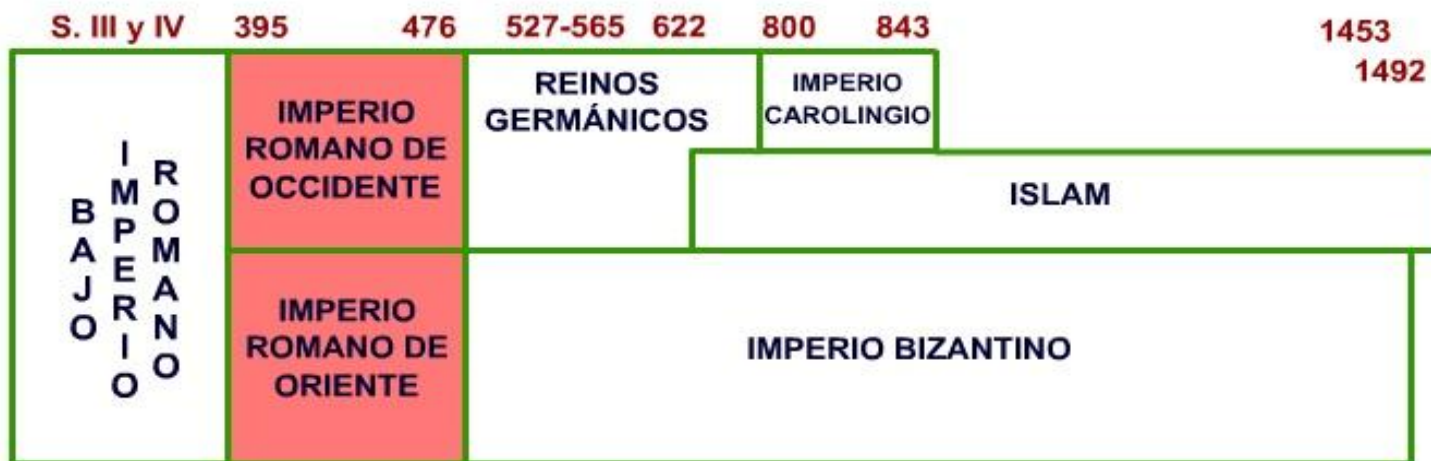 S. III y IV 395 476 527-565 622 800 843 1453
1492
BAJO
IMPERIO
ROMANO
IMPERIO
ROMANO DE
OCCIDENTE
REINOS
GERMÁNICOS
IMPERIO
CAROLINGIO
ISLAM
IMPERIO
ROMANO DE
ORIENTE
IMPERIO BIZANTINO